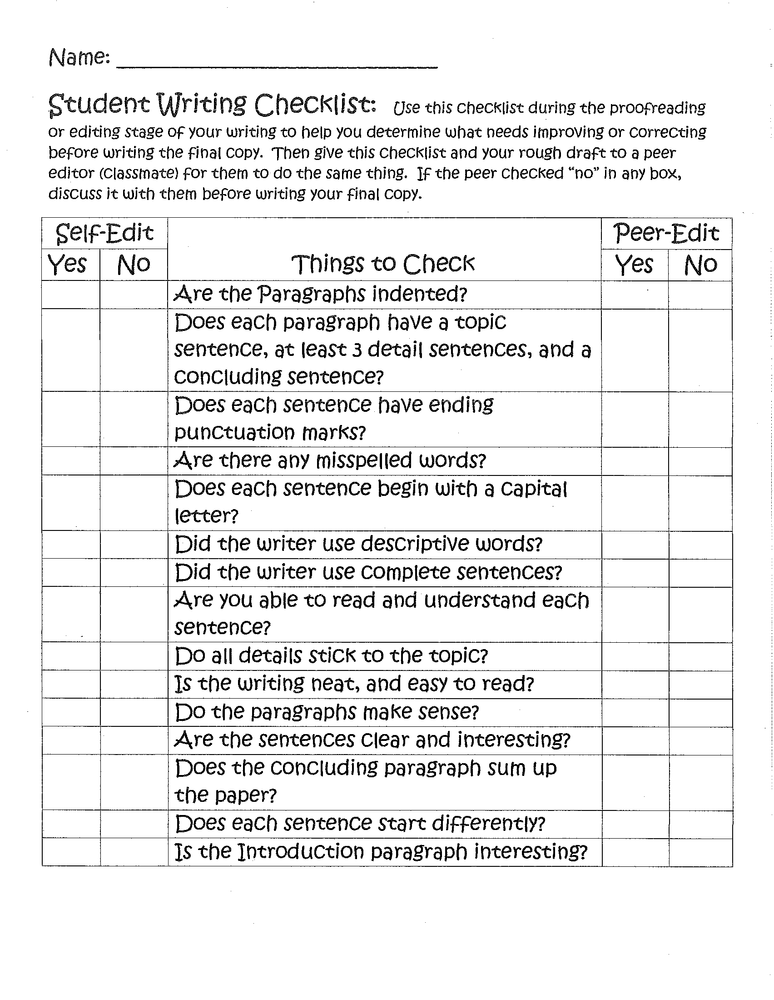 Name:
Student Writing Checklist: Use this checklist during the proofreading
or editing stage of your writing to help you determine what needs improving or correcting
before writing the final copy. Then give this checklist and your rough draft to a peer
editor (classmate) for them to do the same thing. If the peer checked “no” in any box,
discuss it with them before writing your final copy.
Self-Edit
Peer-Edit
Yes No Things to Check Yes No
Are the Paragraphs indented?
Does each paragraph have a topic
sentence, at least 3 detail sentences, and a
concluding sentence?
Does each sentence have ending
punctuation marks?
Are there any misspelled words?
Does each sentence begin with a capital
letter?
Did the writer use descriptive words?
Did the writer use complete sentences?
Are you able to read and understand each
sentence?
Do all details stick to the topic?
Is the writing neat, and easy to read?
Do the paragraphs make sense?
Are the sentences clear and interesting?
Does the concluding paragraph sum up
the paper?
Does each sentence start differently?
Is the Introduction paragraph interesting?